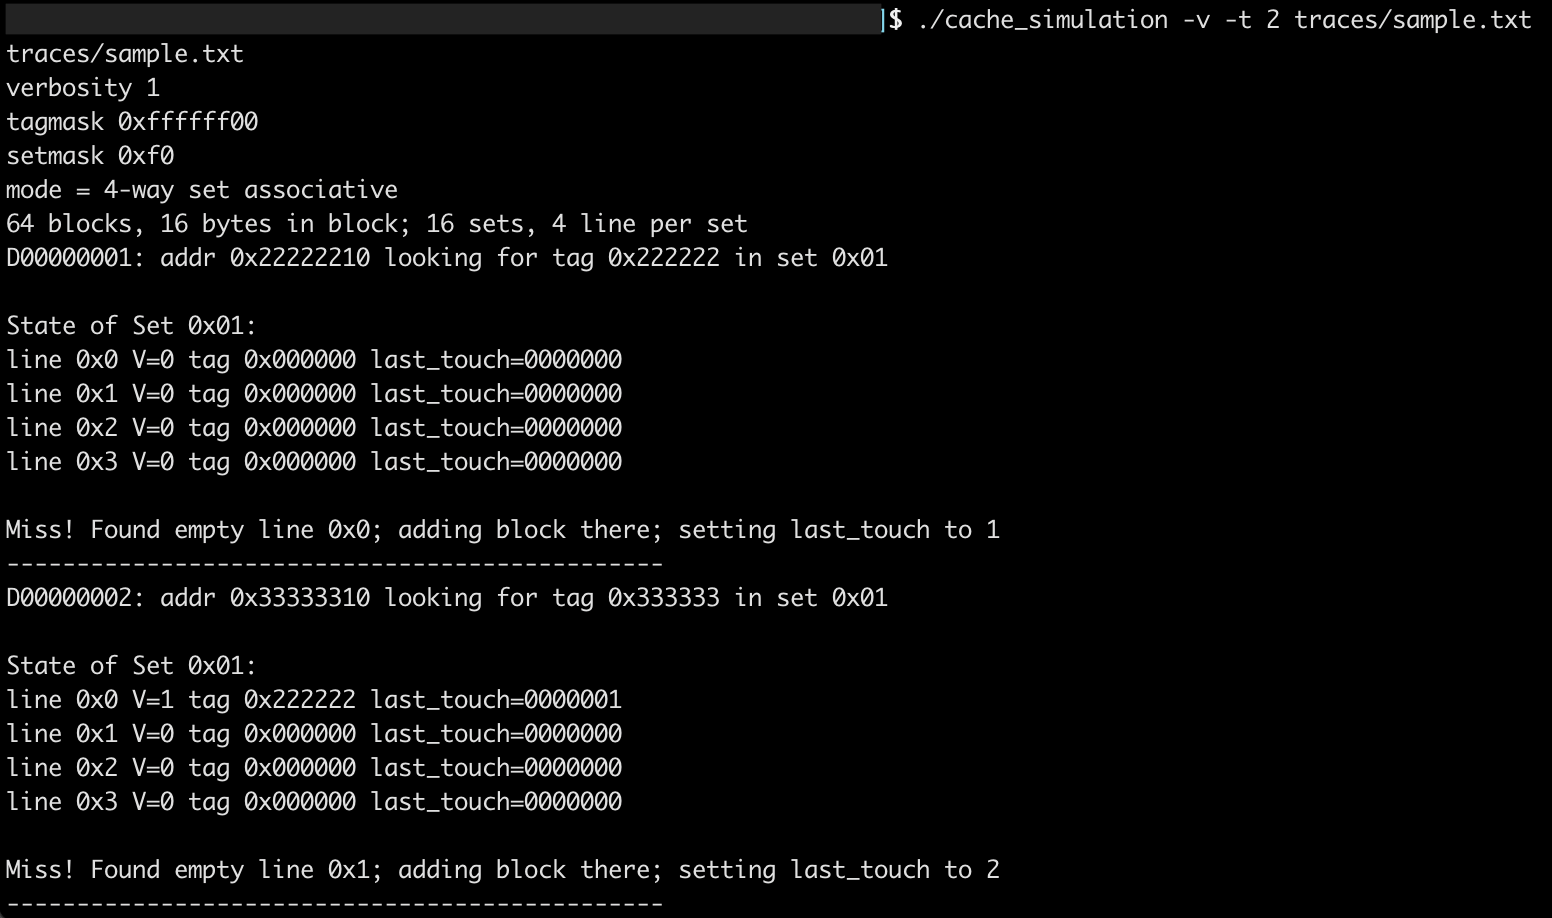 $ ./cache_simulation -v -t 2 traces/sample.txt
traces/sample.txt
verbosity 1
tagmask 0xffffff00
setmask 0xf0
mode = 4-way set associative
64 blocks, 16 bytes in block; 16 sets, 4 line per set
D00000001: addr 0x22222210 looking for tag 0x222222 in set 0x01
State of Set 0x01:
line 0x0 V=0 tag 0x000000 last_touch=0000000
line 0x1 V=0 tag 0x000000 last_touch=0000000
line 0x2 V=0 tag 0x000000 last_touch=0000000
line 0x3 V=0 tag 0x000000 last_touch=0000000
Miss! Found empty line 0x0; adding block there; setting last_touch to 1
-----------------------------------------------
D00000002: addr 0x33333310 looking for tag 0x333333 in set 0x01
State of Set 0x01:
line 0x0 V=1 tag 0x222222 last_touch=0000001
line 0x1 V=0 tag 0x000000 last_touch=0000000
line 0x2 V=0 tag 0x000000 last_touch=0000000
line 0x3 V=0 tag 0x000000 last_touch=0000000
Miss! Found empty line 0x1; adding block there; setting last_touch to 2
-----------------------------------------------